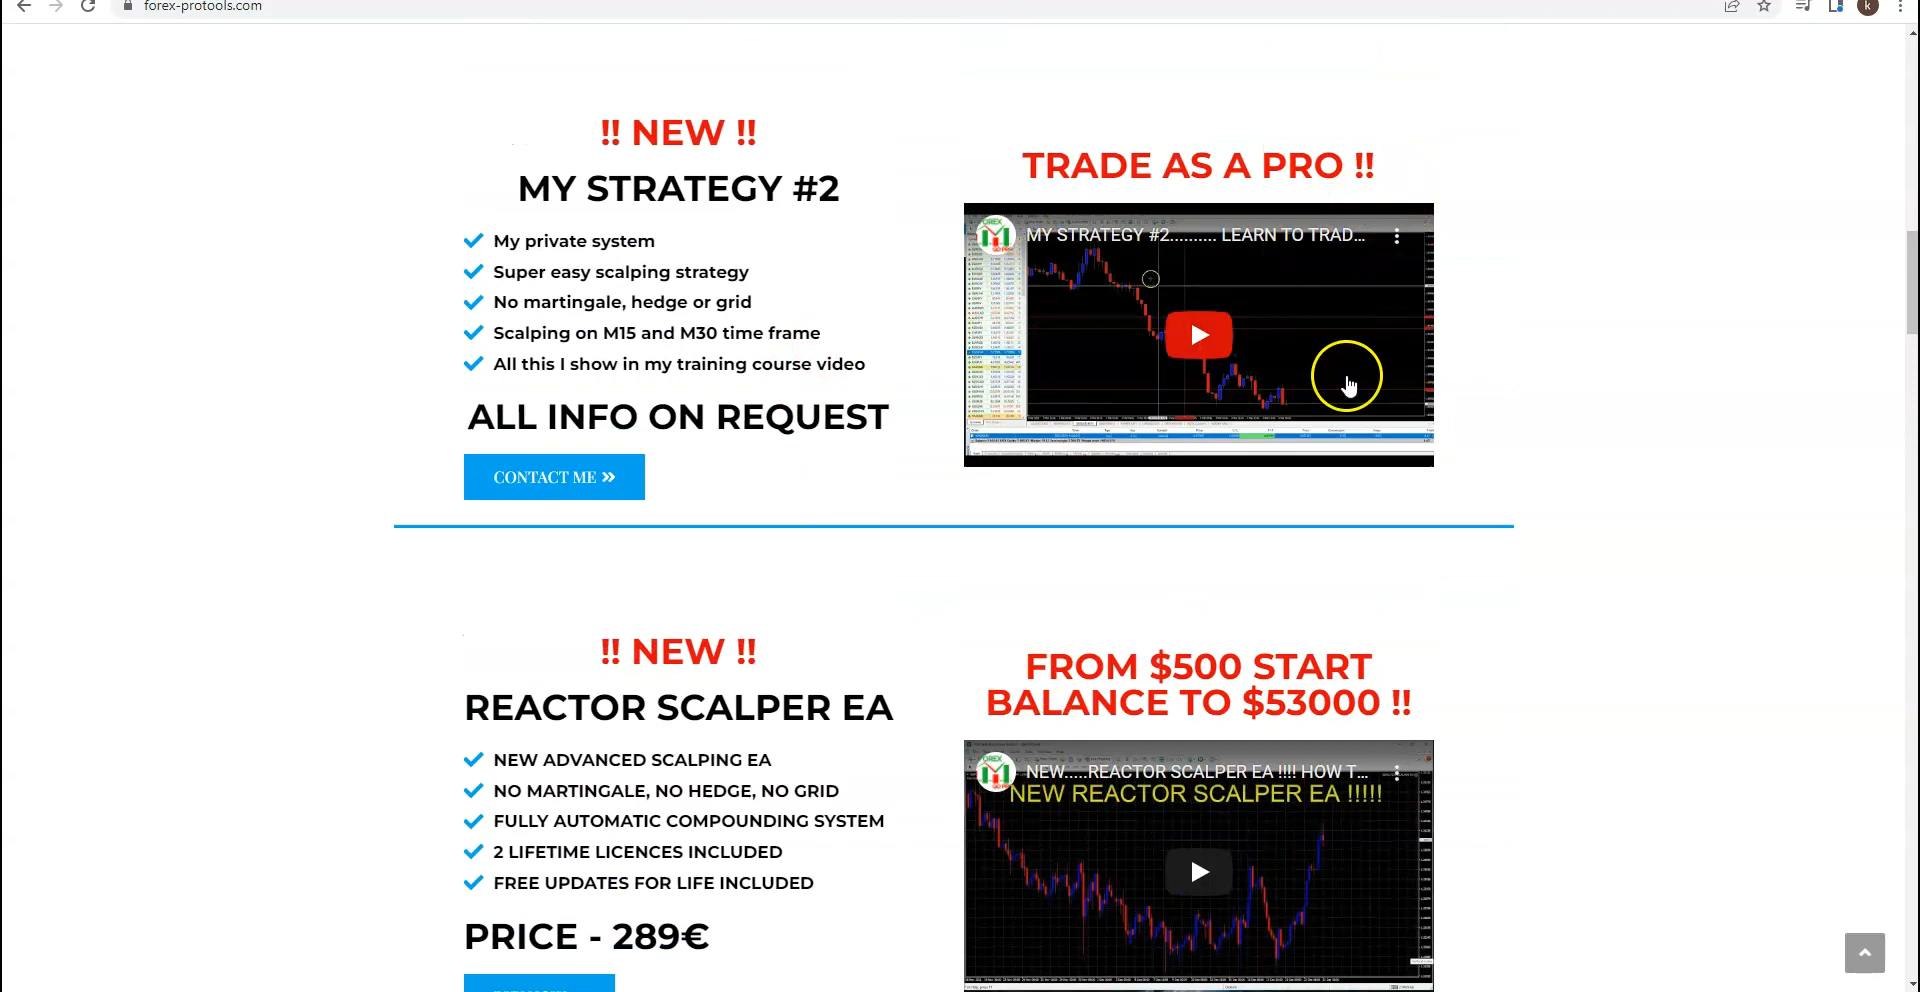 forex-protools.com
k
!! NEW !!
MY STRATEGY #2
My private system
Super easy scalping strategy
No martingale, hedge or grid
Scalping on M15 and M30 time frame
All this I show in my training course video
ALL INFO ON REQUEST
CONTACT ME
TRADE AS A PRO !!
FOREX
MY STRATEGY #2.......... LEARN TO TRAD...
!! NEW !!
REACTOR SCALPER EA
NEW ADVANCED SCALPING EA
NO MARTINGALE, NO HEDGE, NO GRID
FULLY AUTOMATIC COMPOUNDING SYSTEM
2 LIFETIME LICENCES INCLUDED
FREE UPDATES FOR LIFE INCLUDED
PRICE - 289€
FROM $500 START
BALANCE TO $53000 !!
FOREX
NEW.....REACTOR SCALPER EA !!!! HOW T...
NEW REACTOR SCALPER EA !!!!!